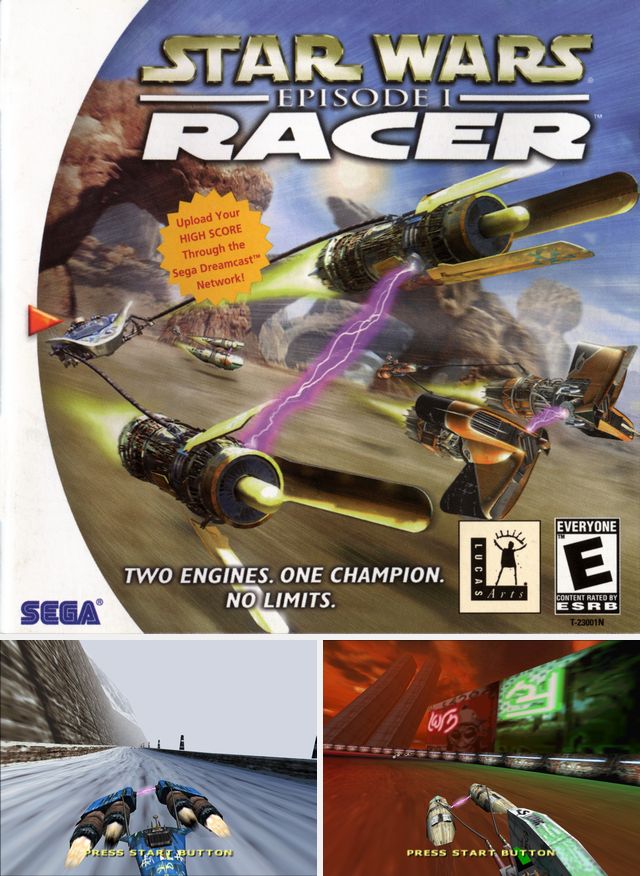 STAR WARS
EPISODE I
RACER™
Upload Your
HIGH SCORE
Through the
Sega Dreamcast™
Network!
TWO ENGINES. ONE CHAMPION.
NO LIMITS.
SEGA®
LUCAS
Arts
EVERYONE
E
CONTENT RATED BY
ESRB
T-23001N
PRESS START BUTTON
PRESS START BUTTON